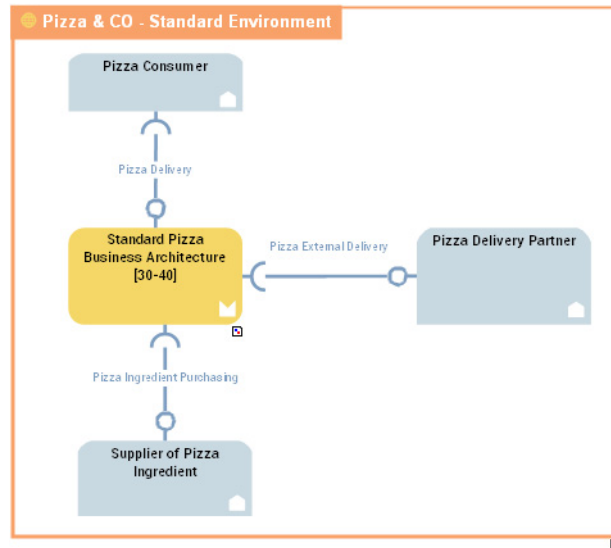 Pizza & CO - Standard Environment
Pizza Consumer
Pizza Delivery
Standard Pizza
Business Architecture
[30-40]
Pizza External Delivery
Pizza Delivery Partner
Pizza Ingredient Purchasing
Supplier of Pizza
Ingredient